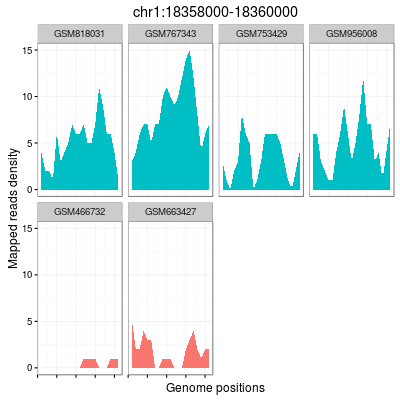 chr1:18358000-18360000
GSM818031 GSM767343 GSM753429 GSM956008
15
10
5
0
GSM466732 GSM663427
15
10
5
0
Mapped reads density
Genome positions